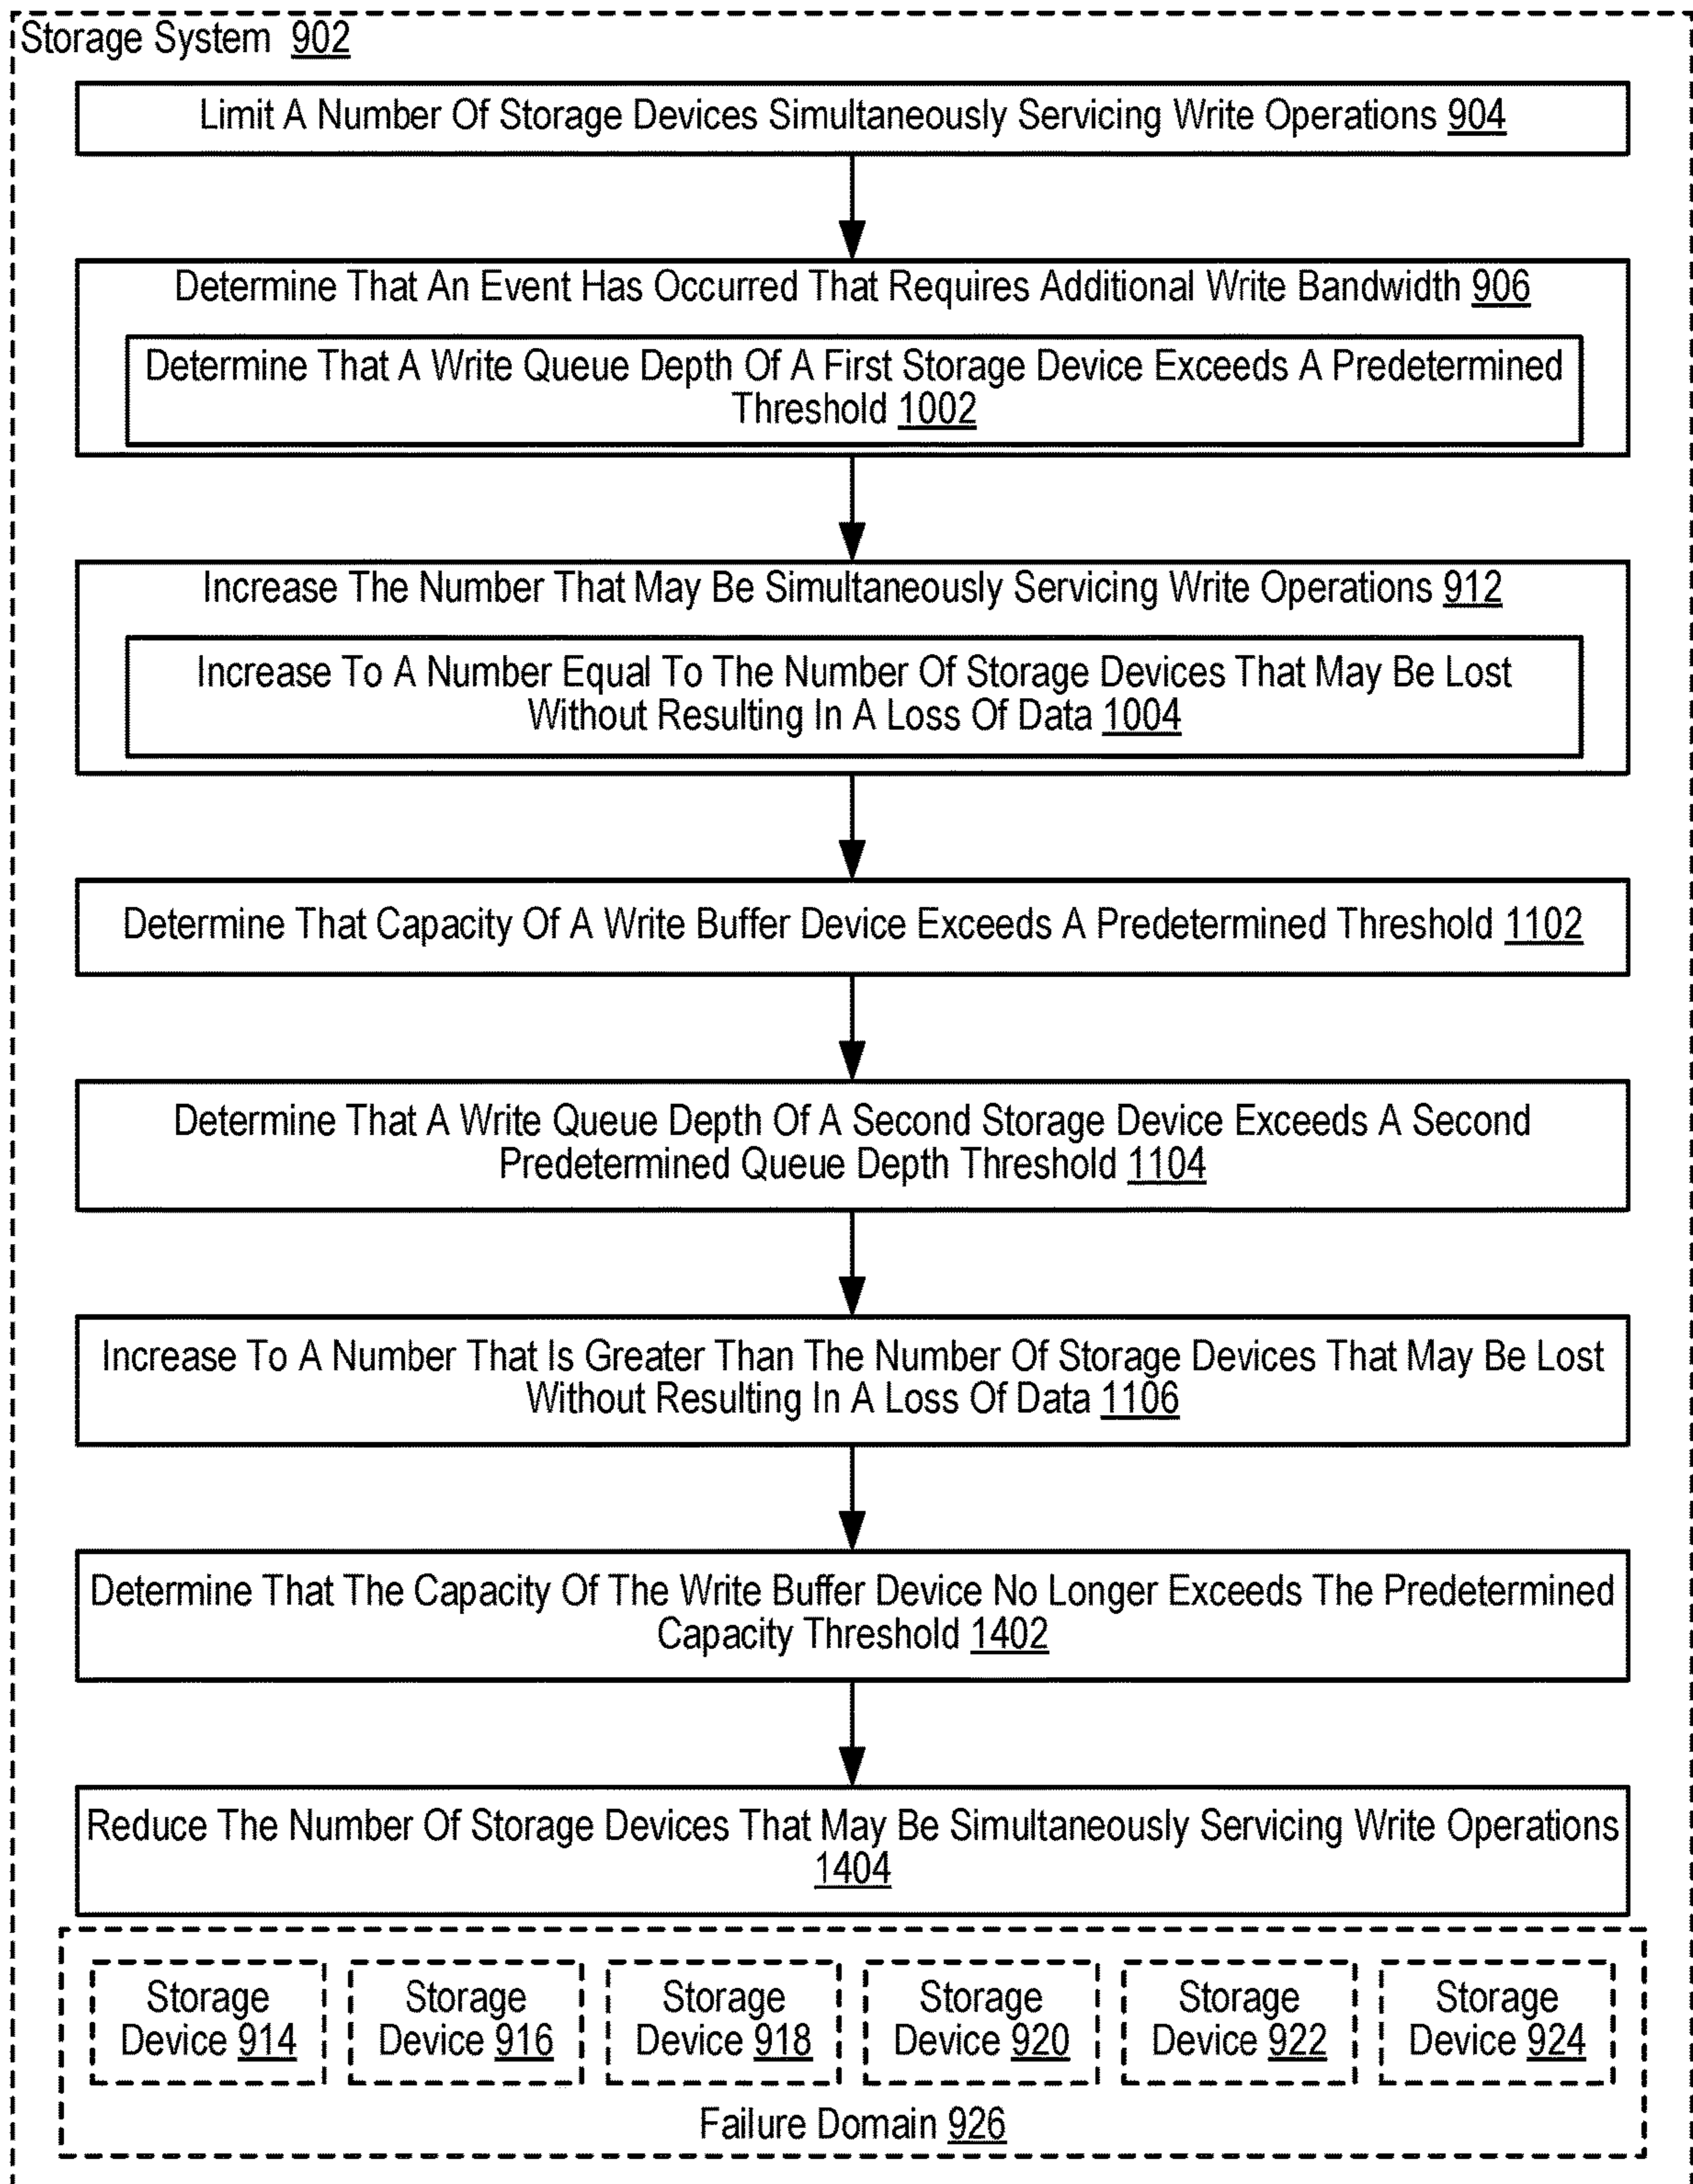 Storage System 902
Limit A Number Of Storage Devices Simultaneously Servicing Write Operations 904
Determine That An Event Has Occurred That Requires Additional Write Bandwidth 906
Determine That A Write Queue Depth Of A First Storage Device Exceeds A Predetermined
Threshold 1002
Increase The Number That May Be Simultaneously Servicing Write Operations 912
Increase To A Number Equal To The Number Of Storage Devices That May Be Lost
Without Resulting In A Loss Of Data 1004
Determine That Capacity Of A Write Buffer Device Exceeds A Predetermined Threshold 1102
Determine That A Write Queue Depth Of A Second Storage Device Exceeds A Second
Predetermined Queue Depth Threshold 1104
Increase To A Number That Is Greater Than The Number Of Storage Devices That May Be Lost
Without Resulting In A Loss Of Data 1106
Determine That The Capacity Of The Write Buffer Device No Longer Exceeds The Predetermined
Capacity Threshold 1402
Reduce The Number Of Storage Devices That May Be Simultaneously Servicing Write Operations
1404
Storage
Device 914
Storage
Device 916
Storage
Device 918
Storage
Device 920
Storage
Device 922
Storage
Device 924
Failure Domain 926